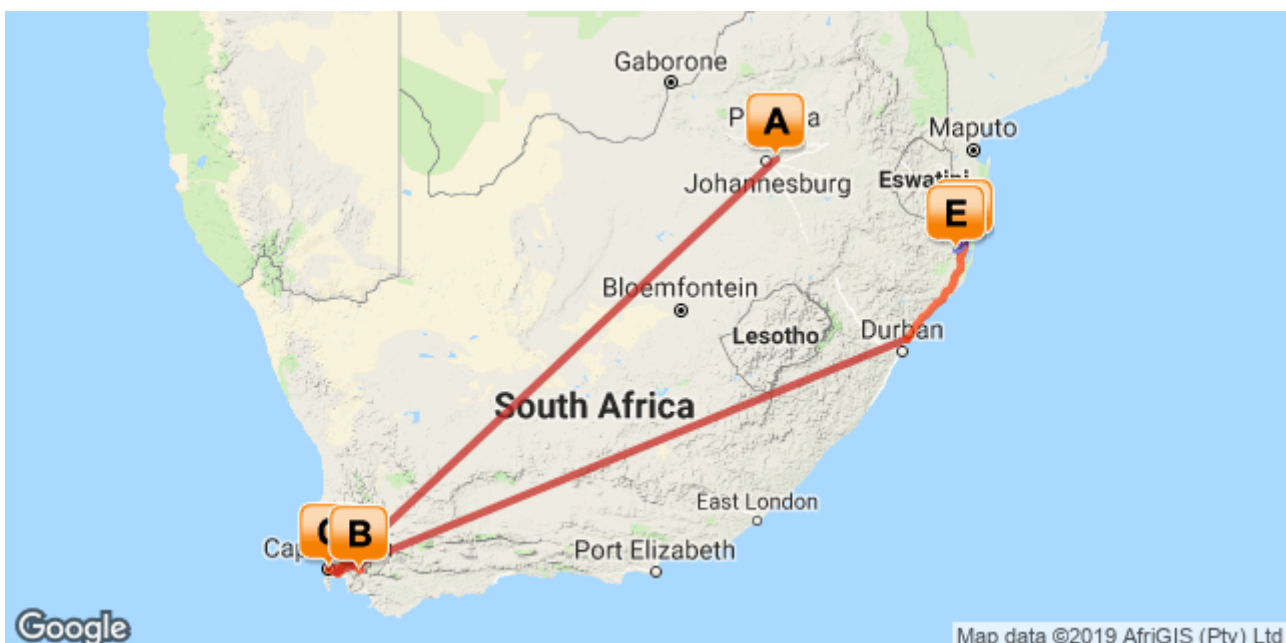 Gaborone
A
Maputo
Johannesburg
E
Bloemfontein
Lesotho
Durban
South Africa
East London
B
Port Elizabeth
Google
Map data ©2019 AfriGIS (Pty) Ltd